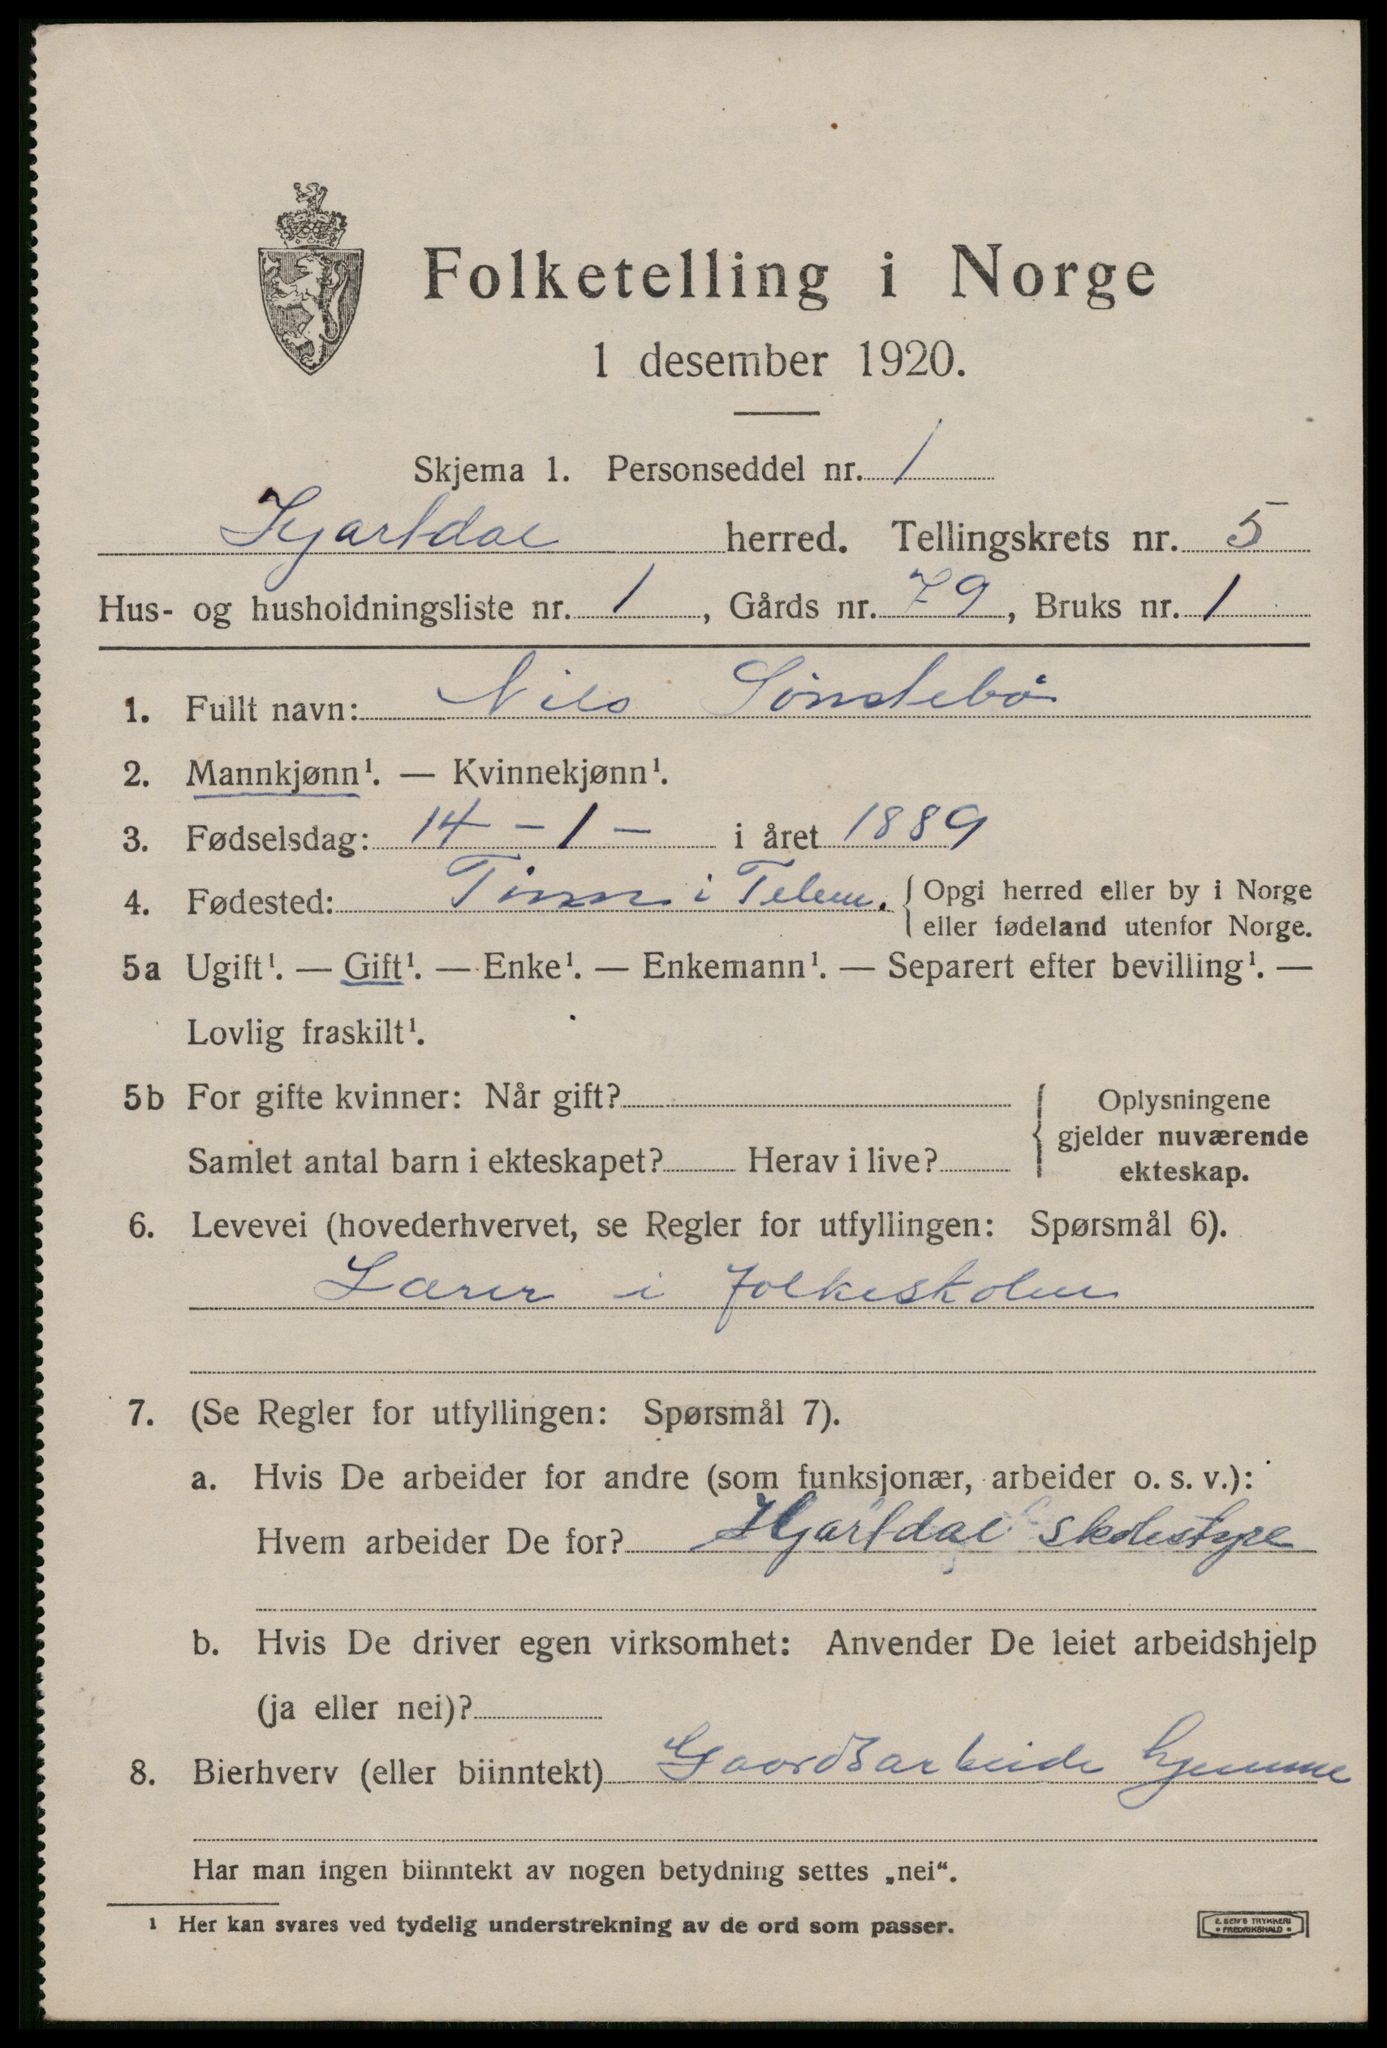 Folketelling i Norge
1 desember 1920.
Skjema 1. Personseddel nr. 1
Hjartdal herred. Tellingskrets nr. 5
Hus- og husholdningsliste nr. 1, Gårds nr. 79, Bruks nr. 1
1. Fullt navn: Nils Sønstebø
2. Mannkjønn¹. — Kvinnekjønn¹.
3. Fødselsdag: 14 - 1 - i året 1889
4. Fødested: Tinn i Telem. { Opgi herred eller by i Norge
eller fødeland utenfor Norge.
5a Ugift¹. — Gift¹. — Enke¹. — Enkemann¹. — Separert efter bevilling¹. —
Lovlig fraskilt¹.
5b For gifte kvinner: Når gift?
Samlet antal barn i ekteskapet? Herav i live?
{ Oplysningene
gjelder nuværende
ekteskap.
6. Levevei (hovederhvervet, se Regler for utfyllingen: Spørsmål 6).
Lærer i folkeskolen
7. (Se Regler for utfyllingen: Spørsmål 7).
a. Hvis De arbeider for andre (som funksjonær, arbeider o. s. v.):
Hvem arbeider De for? Hjartdal skolestyre
b. Hvis De driver egen virksomhet: Anvender De leiet arbeidshjelp
(ja eller nei)?
8. Bierhverv (eller biinntekt) Gaardsarbeide hjemme
Har man ingen biinntekt av nogen betydning settes „nei“.
¹ Her kan svares ved tydelig understrekning av de ord som passer.
E. SEM'S TRYKKERI
* FREDRIKSHALD *